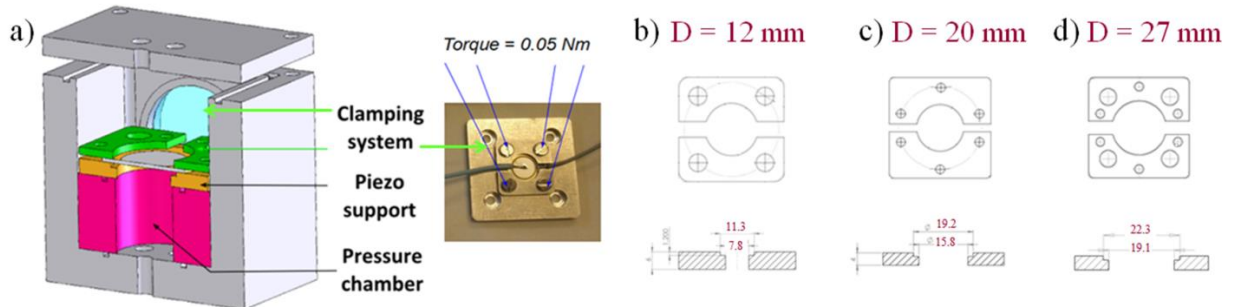 a)
Torque = 0.05 Nm
Clamping
system
Piezo
support
Pressure
chamber
b) D = 12 mm
c) D = 20 mm
d) D = 27 mm
11.3
7.8
19.2
15.8
22.3
19.1